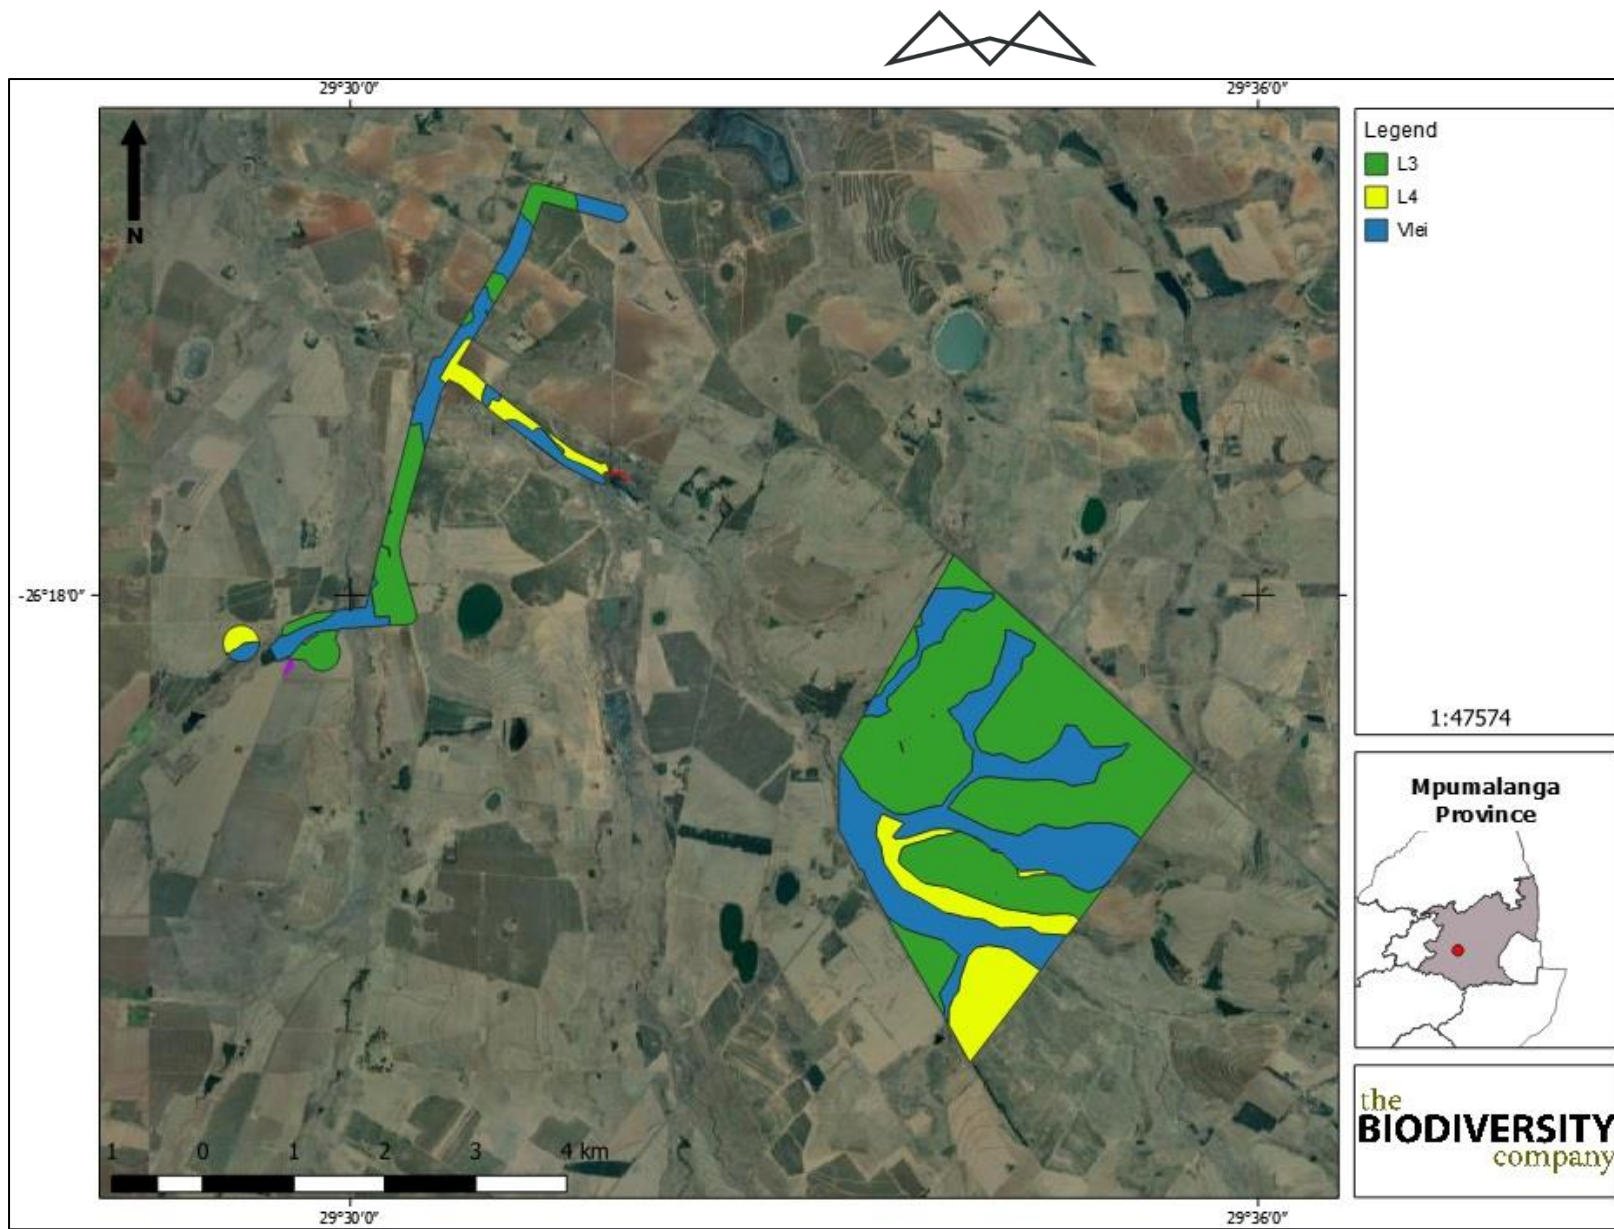 29°30'0"
29°36'0"
N
-26°18'0"
Legend
L3
L4
Vlei
1:47574
Mpumalanga
Province
the
BIODIVERSITY
company
1 0 1 2 3 4 km
29°30'0"
29°36'0"